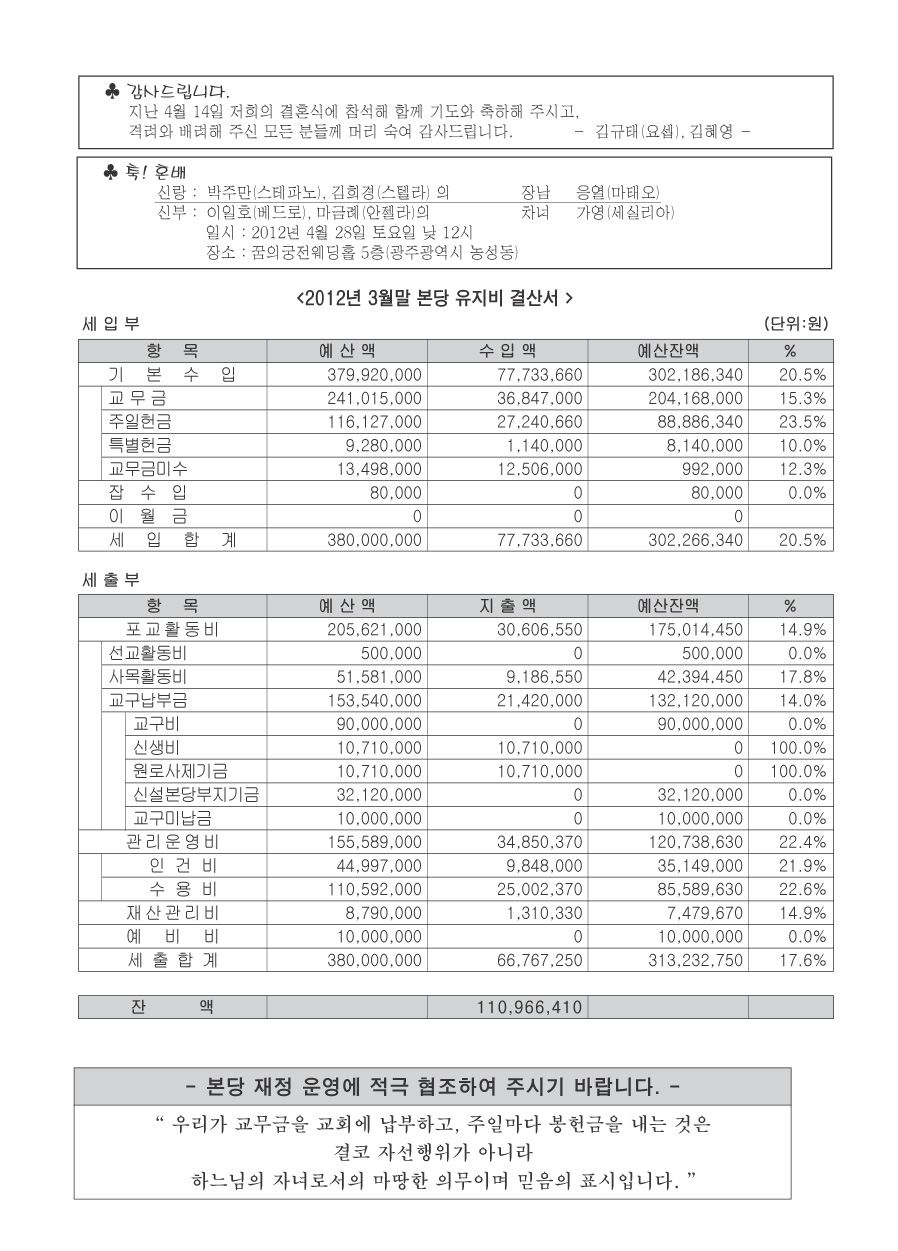 ♣ 감사드립니다.
지난 4월 14일 저희의 결혼식에 참석해 함께 기도와 축하해 주시고,
격려와 배려해 주신 모든 분들께 머리 숙여 감사드립니다. - 김규태(요셉), 김혜영 -
♣ 축! 혼배
신랑 : 박주만(스테파노), 김희경(스텔라) 의 장남 응열(마태오)
신부 : 이일호(베드로), 마금례(안젤라)의 차녀 가영(세실리아)
일시 : 2012년 4월 28일 토요일 낮 12시
장소 : 꿈의궁전웨딩홀 5층(광주광역시 농성동)
<2012년 3월말 본당 유지비 결산서 >
세 입 부 (단위:원)
항 목 예 산 액 수 입 액 예산잔액 %
기 본 수 입 379,920,000 77,733,660 302,186,340 20.5%
교 무 금 241,015,000 36,847,000 204,168,000 15.3%
주일헌금 116,127,000 27,240,660 88,886,340 23.5%
특별헌금 9,280,000 1,140,000 8,140,000 10.0%
교무금미수 13,498,000 12,506,000 992,000 12.3%
잡 수 입 80,000 0 80,000 0.0%
이 월 금 0 0 0
세 입 합 계 380,000,000 77,733,660 302,266,340 20.5%
세 출 부
항 목 예 산 액 지 출 액 예산잔액 %
포교활동비 205,621,000 30,606,550 175,014,450 14.9%
선교활동비 500,000 0 500,000 0.0%
사목활동비 51,581,000 9,186,550 42,394,450 17.8%
교구납부금 153,540,000 21,420,000 132,120,000 14.0%
교구비 90,000,000 0 90,000,000 0.0%
신생비 10,710,000 10,710,000 0 100.0%
원로사제기금 10,710,000 10,710,000 0 100.0%
신설본당부지기금 32,120,000 0 32,120,000 0.0%
교구미납금 10,000,000 0 10,000,000 0.0%
관리운영비 155,589,000 34,850,370 120,738,630 22.4%
인 건 비 44,997,000 9,848,000 35,149,000 21.9%
수 용 비 110,592,000 25,002,370 85,589,630 22.6%
재산관리비 8,790,000 1,310,330 7,479,670 14.9%
예 비 비 10,000,000 0 10,000,000 0.0%
세 출 합 계 380,000,000 66,767,250 313,232,750 17.6%
잔 액 110,966,410
- 본당 재정 운영에 적극 협조하여 주시기 바랍니다. -
“ 우리가 교무금을 교회에 납부하고, 주일마다 봉헌금을 내는 것은
결코 자선행위가 아니라
하느님의 자녀로서의 마땅한 의무이며 믿음의 표시입니다. ”